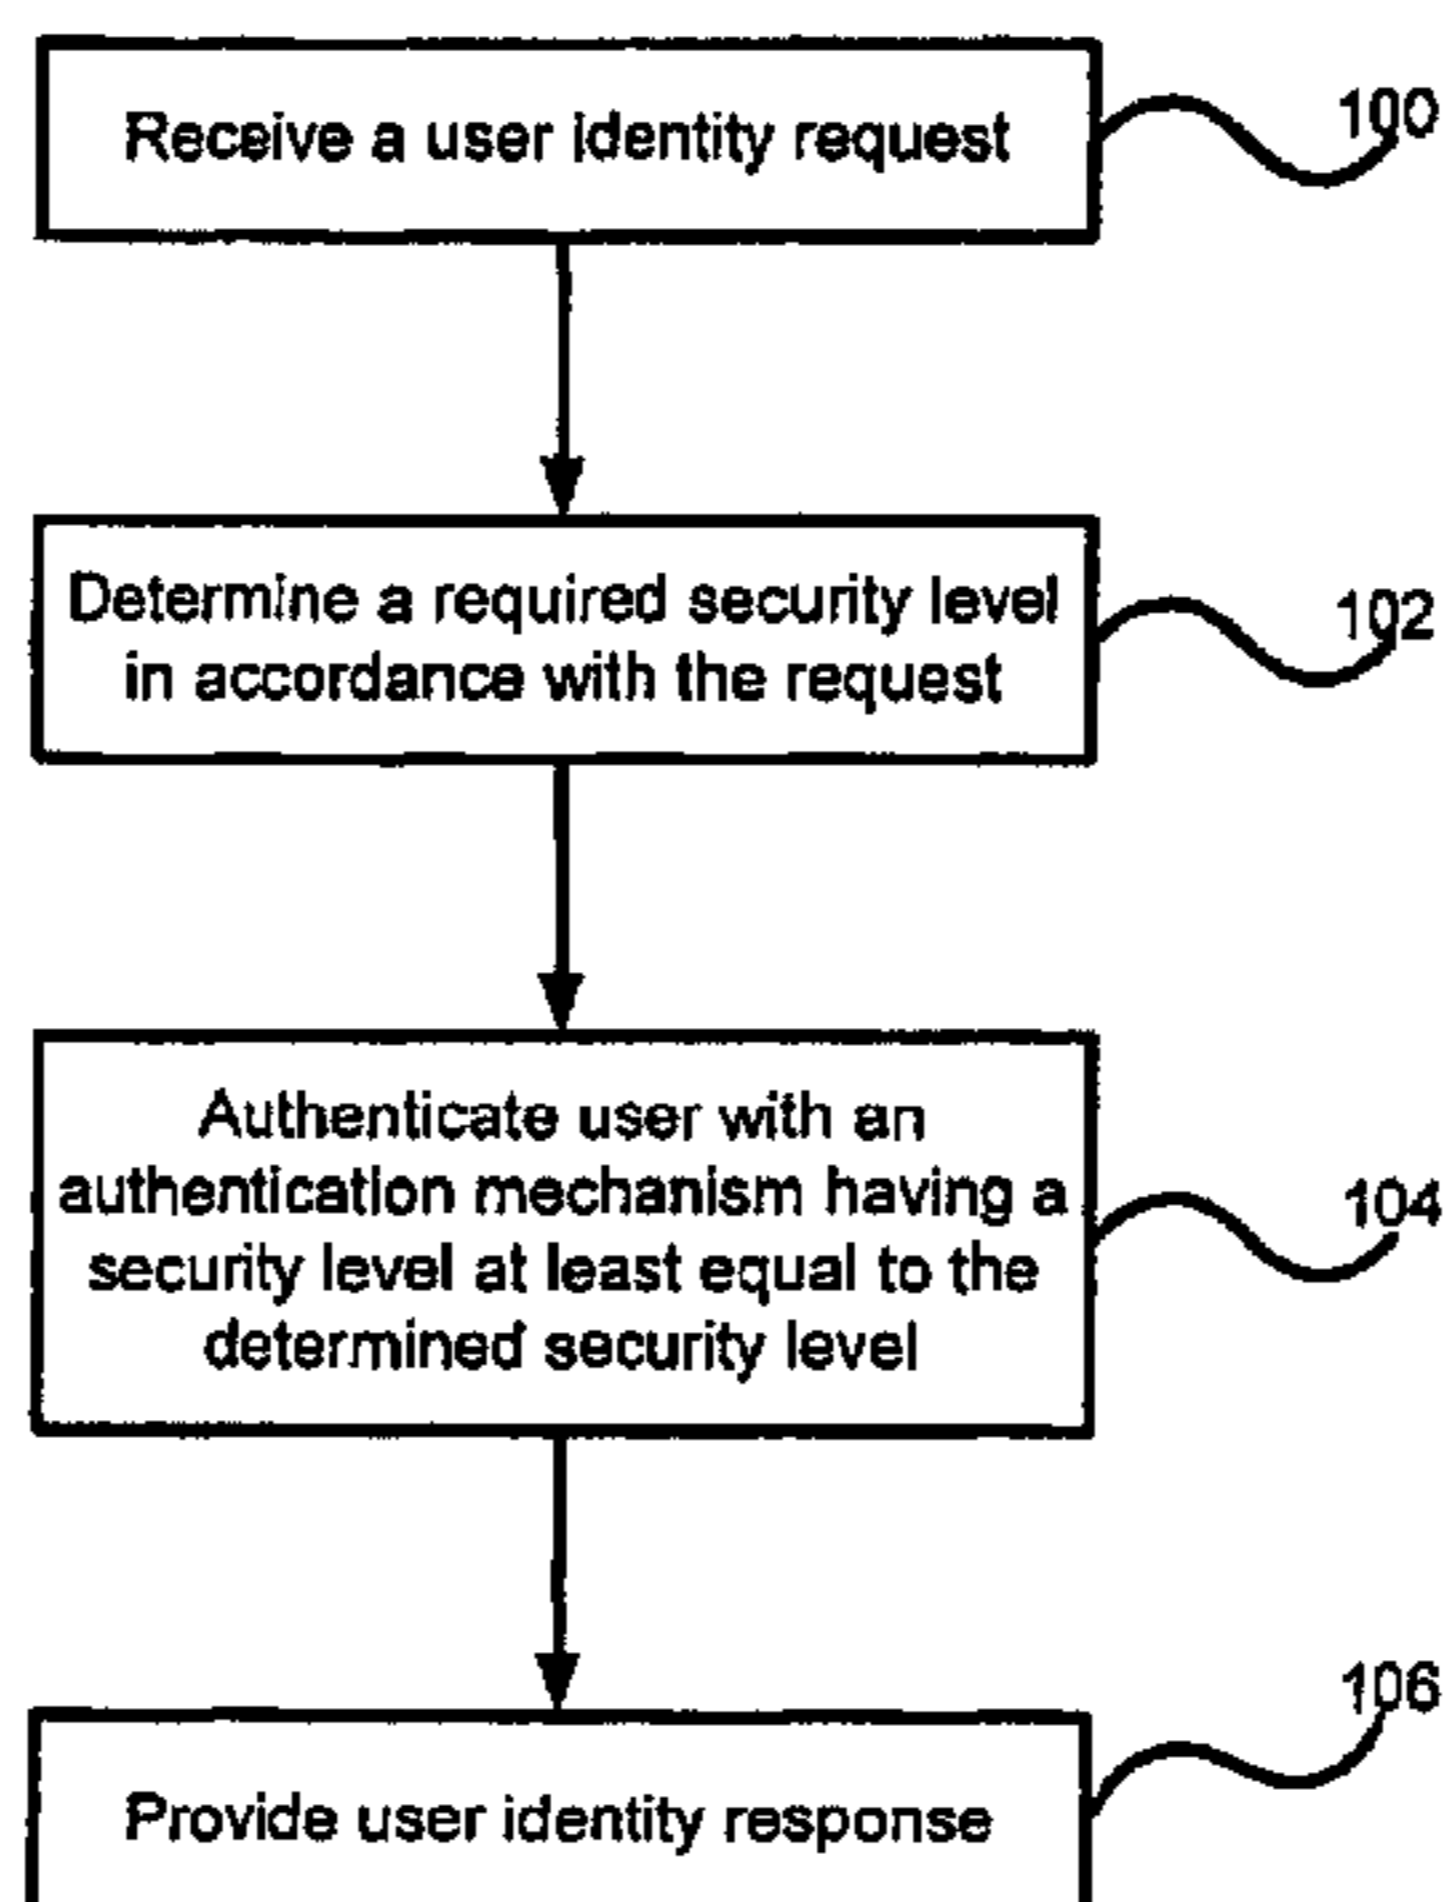 Receive a user identity request
100
Determine a required security level
in accordance with the request
102
Authenticate user with an
authentication mechanism having a
security level at least equal to the
determined security level
104
Provide user identity response
106